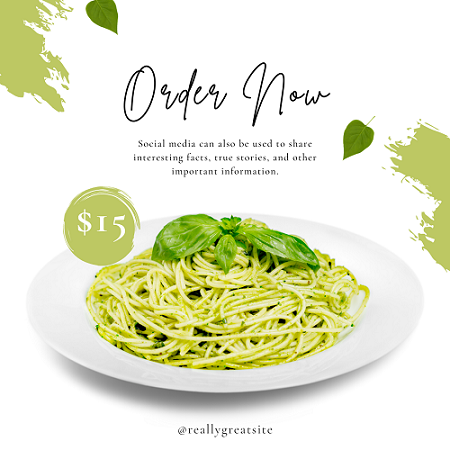 Order Now
Social media can also be used to share
interesting facts, true stories, and other
important information.
$15
@reallygreatsite